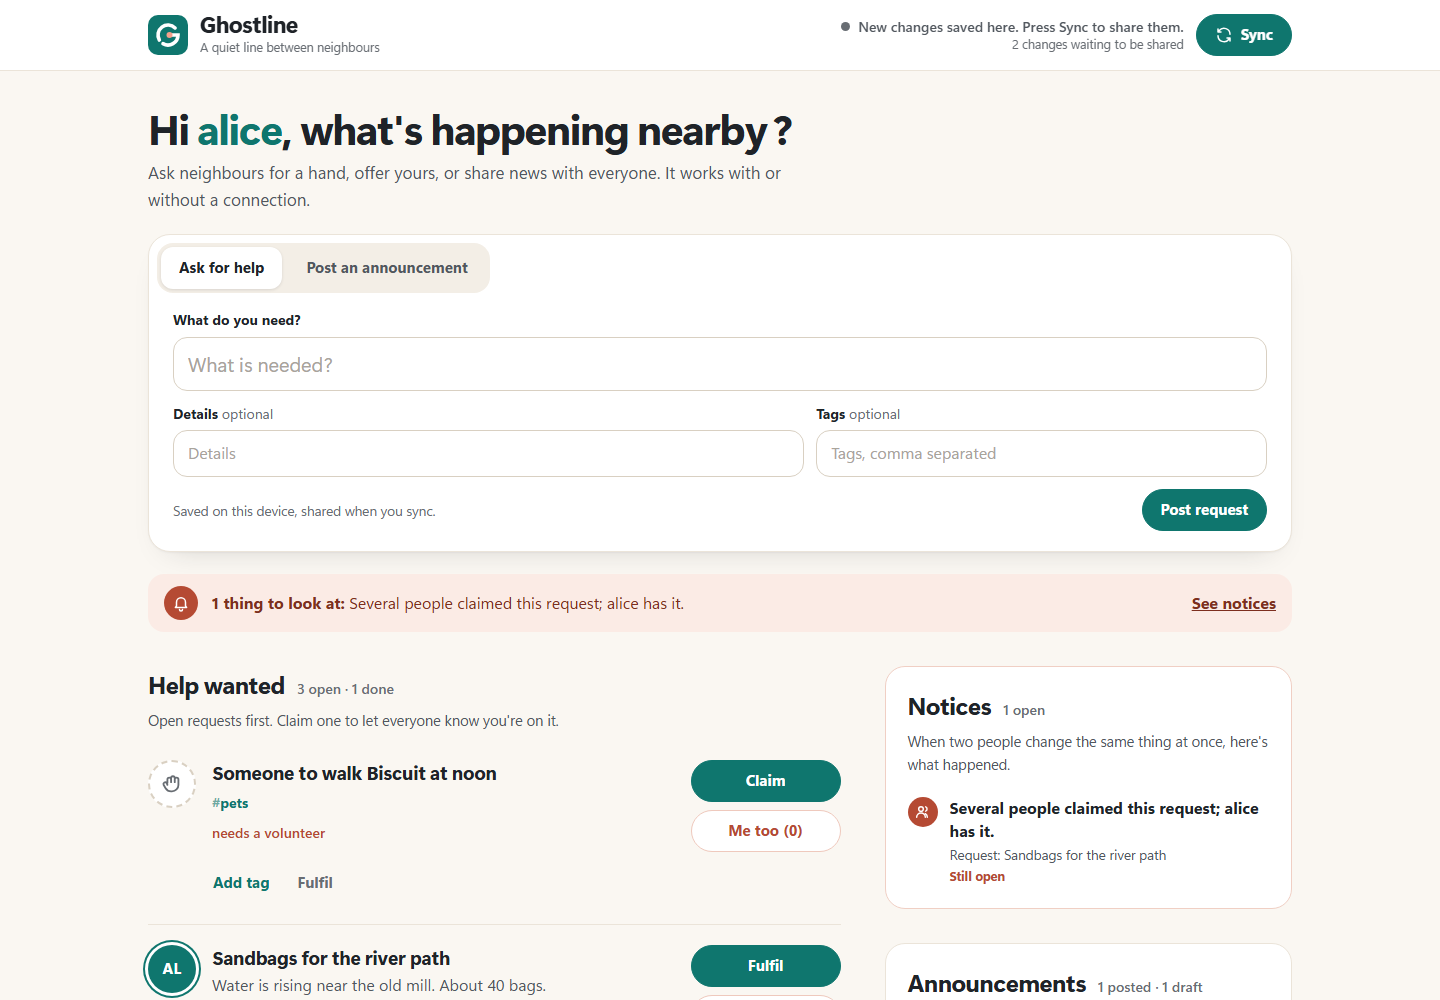 Ghostline
A quiet line between neighbours
New changes saved here. Press Sync to share them.
2 changes waiting to be shared
Sync
Hi alice, what's happening nearby?
Ask neighbours for a hand, offer yours, or share news with everyone. It works with or
without a connection.
Ask for help
Post an announcement
What do you need?
What is needed?
Details optional
Tags optional
Details
Tags, comma separated
Saved on this device, shared when you sync.
Post request
1 thing to look at: Several people claimed this request; alice has it.
See notices
Help wanted 3 open · 1 done
Open requests first. Claim one to let everyone know you're on it.
Someone to walk Biscuit at noon
#pets
needs a volunteer
Claim
Me too (0)
Add tag
Fulfil
AL
Sandbags for the river path
Water is rising near the old mill. About 40 bags.
Fulfil
Notices 1 open
When two people change the same thing at once, here's
what happened.
Several people claimed this request; alice
has it.
Request: Sandbags for the river path
Still open
Announcements 1 posted · 1 draft